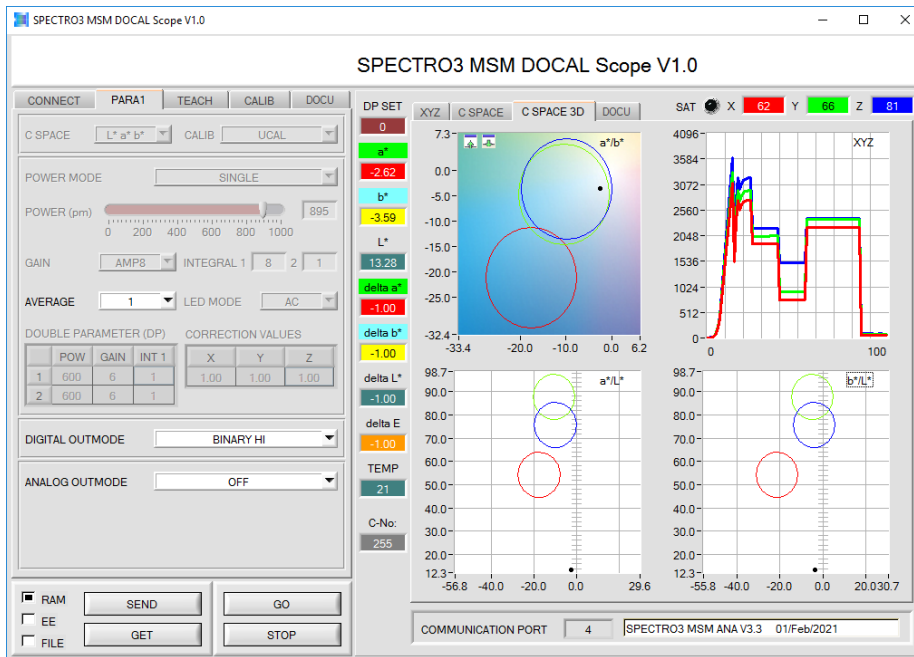 SPECTRO3 MSM DOCAL Scope V1.0
SPECTRO3 MSM DOCAL Scope V1.0
CONNECT PARA1 TEACH CALIB DOCU
C SPACE L* a* b* CALIB UCAL
POWER MODE SINGLE
POWER (pm) 895
0 200 400 600 800 1000
GAIN AMP8 INTEGRAL 1 8 2 1
AVERAGE 1 LED MODE AC
DOUBLE PARAMETER (DP) CORRECTION VALUES
POW GAIN INT 1 X Y Z
1 600 6 1 1.00 1.00 1.00
2 600 6 1
DIGITAL OUTMODE BINARY HI
ANALOG OUTMODE OFF
RAM SEND GO
EE
GET STOP
FILE
DP SET
0
a*
-2.62
b*
-3.59
L*
13.28
delta a*
-1.00
delta b*
-1.00
delta L*
-1.00
delta E
-1.00
TEMP
21
C-No:
255
XYZ C SPACE C SPACE 3D DOCU
SAT X 62 Y 66 Z 81
a*/b*
7.3
0.0
-5.0
-10.0
-15.0
-20.0
-25.0
-32.4
-33.4 -20.0 -10.0 0.0 6.2
XYZ
4096
3584
3072
2560
2048
1536
1024
512
0
0 100
a*/L*
98.7
90.0
80.0
70.0
60.0
50.0
40.0
30.0
20.0
12.3
-56.8 -40.0 -20.0 0.0 29.6
b*/L*
98.7
90.0
80.0
70.0
60.0
50.0
40.0
30.0
20.0
12.3
-55.8 -40.0 -20.0 0.0 20.0 30.7
COMMUNICATION PORT 4 SPECTRO3 MSM ANA V3.3 01/Feb/2021